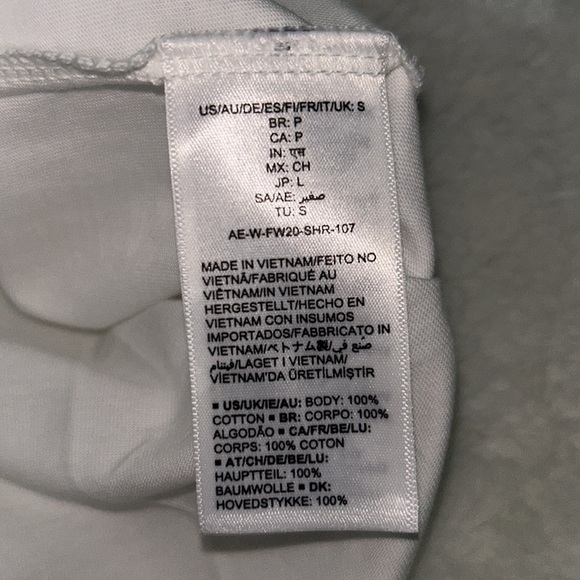 US/AU/DE/ES/FI/FR/IT/UK: S
BR: P
CA: P
IN: एस
MX: CH
JP: L
SA/AE: صغير
TU: S
AE-W-FW20-SHR-107
MADE IN VIETNAM/FEITO NO
VIETNÃ/FABRIQUÉ AU
VIÊTNAM/IN VIETNAM
HERGESTELLT/HECHO EN
VIETNAM CON INSUMOS
IMPORTADOS/FABBRICATO IN
VIETNAM/ベトナム製/صنع في
فيتنام/LAGET I VIETNAM/
VIETNAM'DA ÜRETİLMİŞTİR
■ US/UK/IE/AU: BODY: 100%
COTTON ■ BR: CORPO: 100%
ALGODÃO ■ CA/FR/BE/LU:
CORPS: 100% COTON
■ AT/CH/DE/BE/LU:
HAUPTTEIL: 100%
BAUMWOLLE ■ DK:
HOVEDSTYKKE: 100%